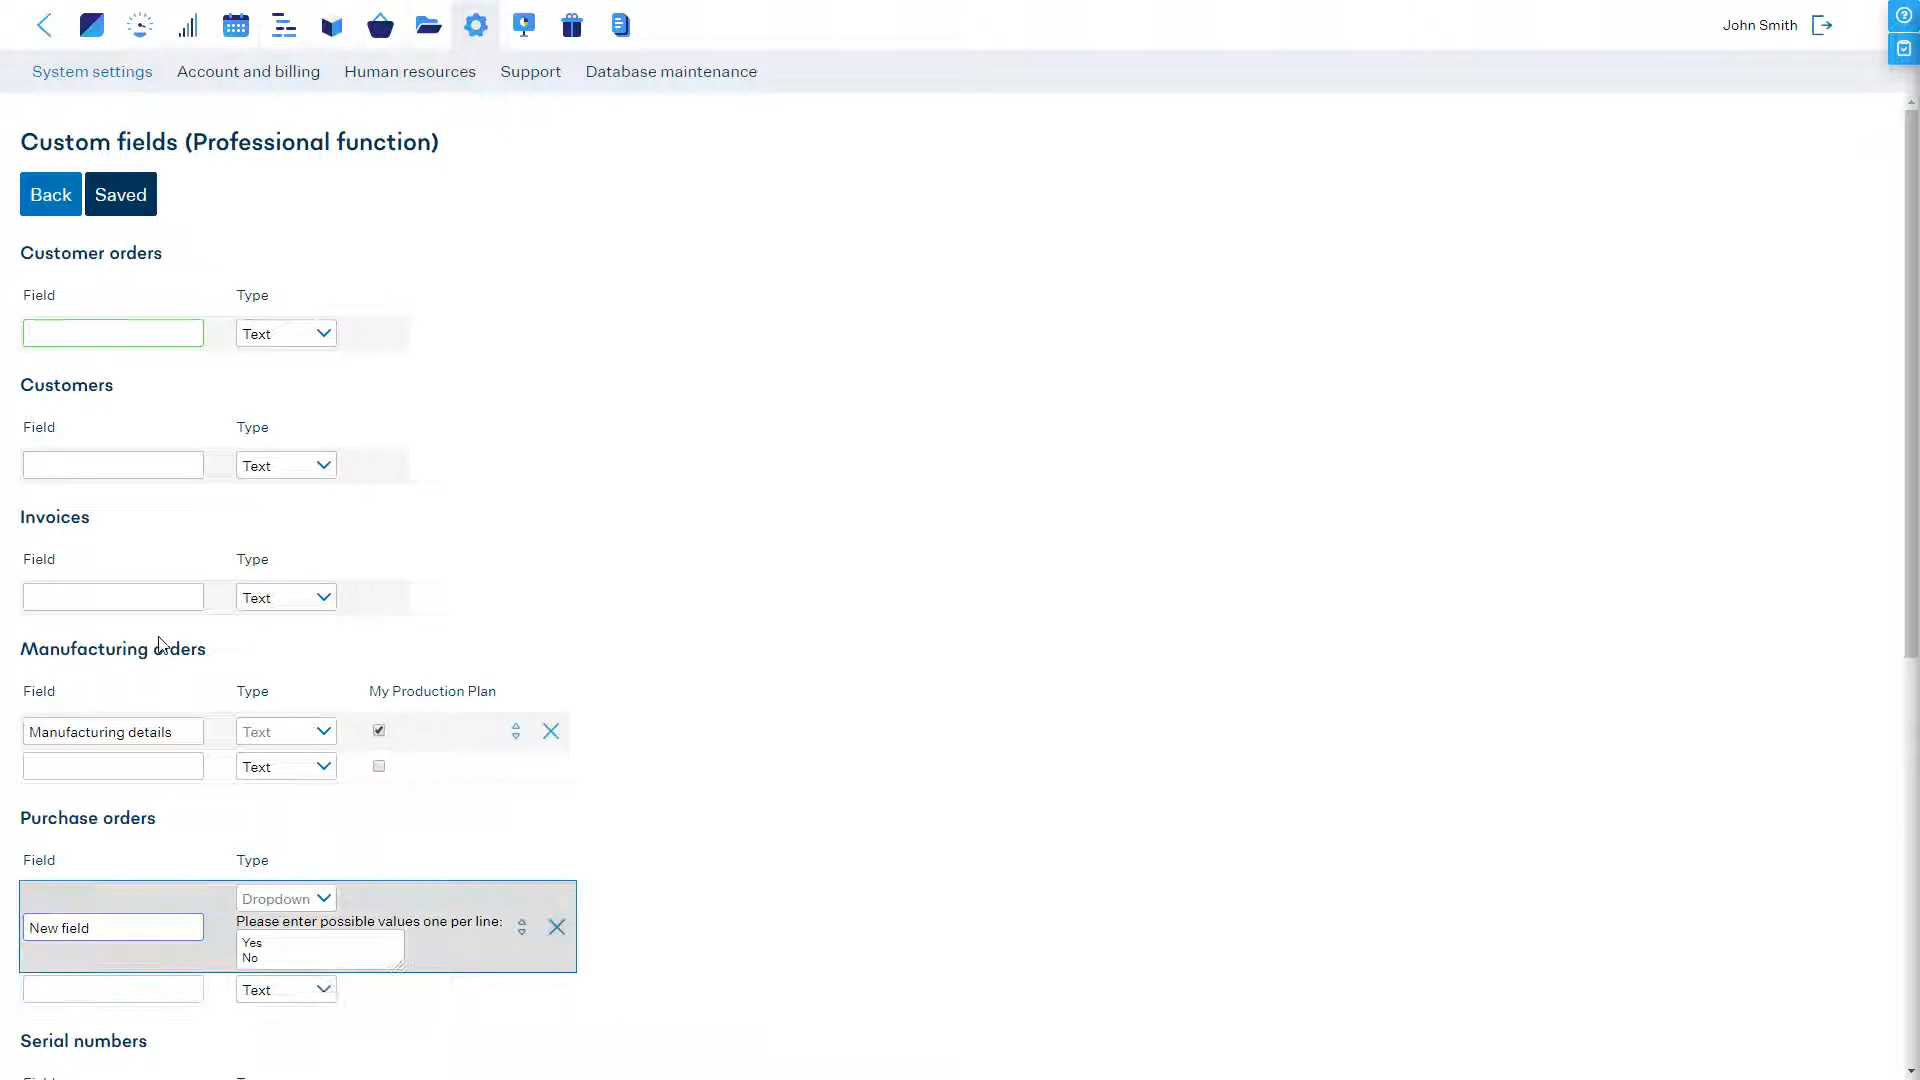 John Smith
System settings Account and billing Human resources Support Database maintenance
Custom fields (Professional function)
Back Saved
Customer orders
Field Type
Text
Customers
Field Type
Text
Invoices
Field Type
Text
Manufacturing orders
Field Type My Production Plan
Manufacturing details Text
Text
Purchase orders
Field Type
Dropdown
Please enter possible values one per line:
New field
Yes
No
Text
Serial numbers